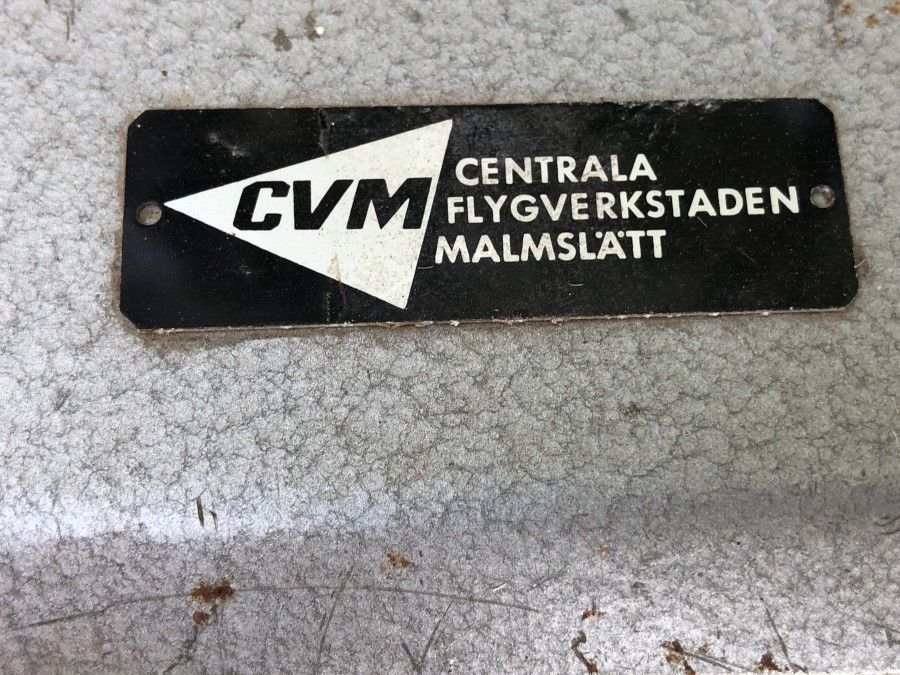 CVM
CENTRALA
FLYGVERKSTADEN
MALMSLÄTT